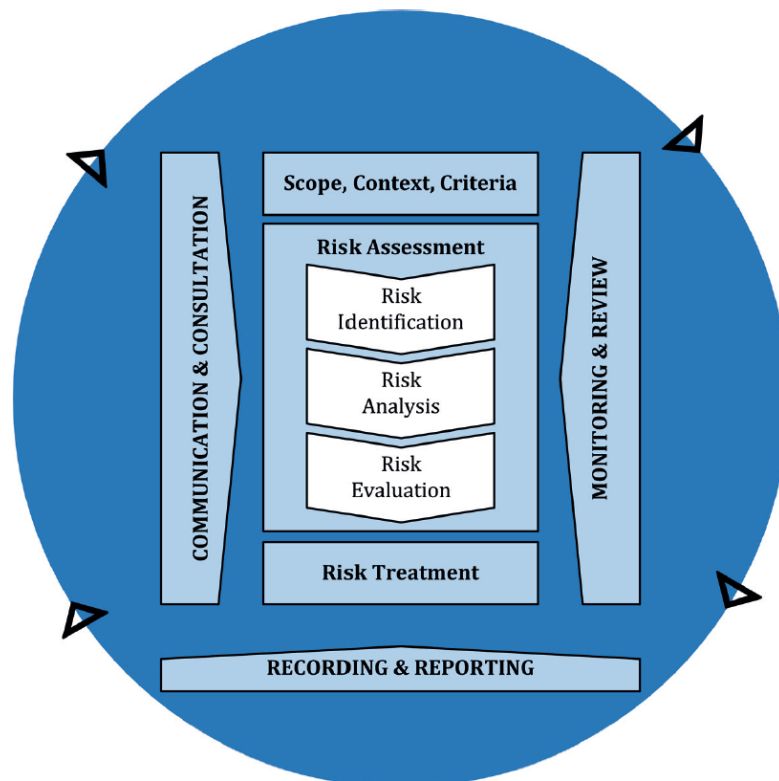 Scope, Context, Criteria
COMMUNICATION & CONSULTATION
Risk Assessment
Risk
Identification
Risk
Analysis
Risk
Evaluation
MONITORING & REVIEW
Risk Treatment
RECORDING & REPORTING